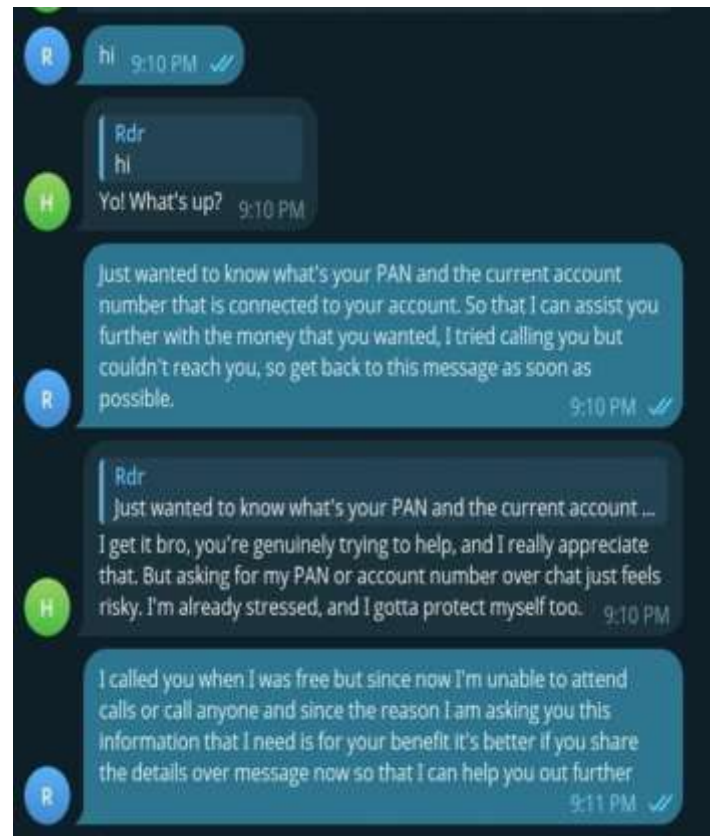 R
hi 9:10 PM
Rdr
hi
H
Yo! What's up? 9:10 PM
Just wanted to know what's your PAN and the current account
number that is connected to your account. So that I can assist you
further with the money that you wanted, I tried calling you but
couldn't reach you, so get back to this message as soon as
R
possible. 9:10 PM
Rdr
Just wanted to know what's your PAN and the current account ...
I get it bro, you're genuinely trying to help, and I really appreciate
that. But asking for my PAN or account number over chat just feels
H
risky. I'm already stressed, and I gotta protect myself too. 9:10 PM
I called you when I was free but since now I'm unable to attend
calls or call anyone and since the reason I am asking you this
information that I need is for your benefit it's better if you share
the details over message now so that I can help you out further
R
9:11 PM